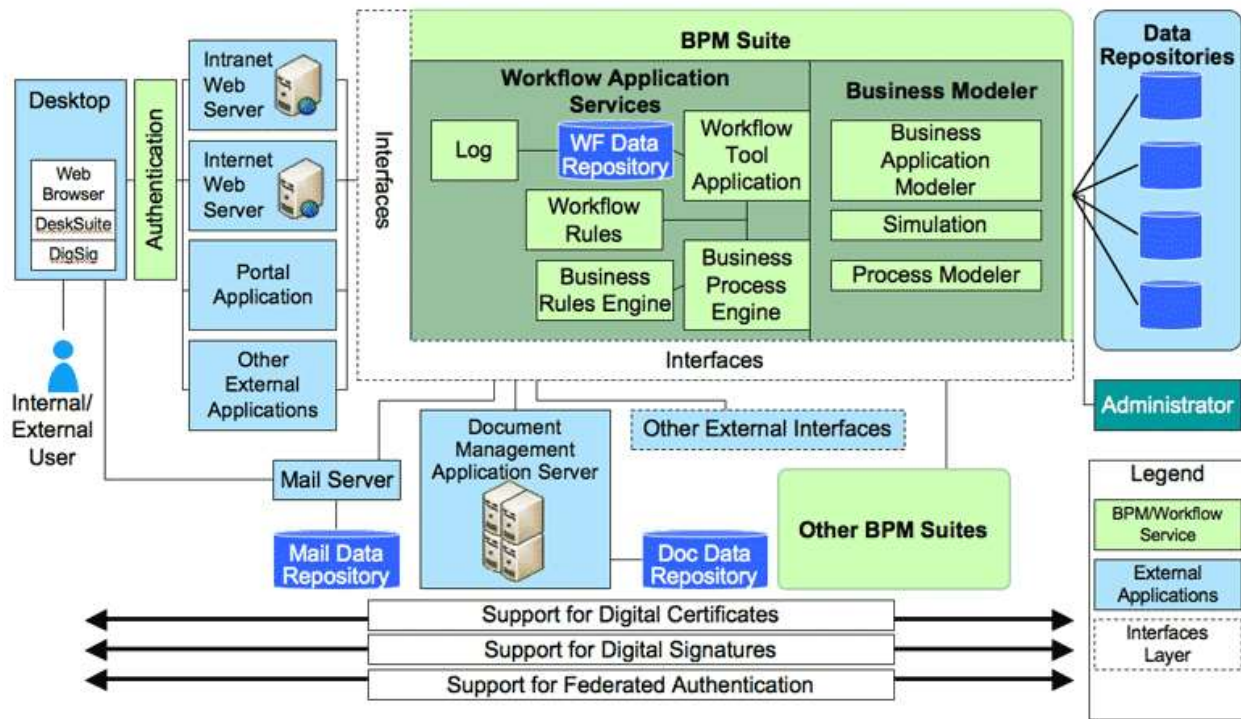 Desktop
Web
Browser
DeskSuite
DigSig
Internal/
External
User
Authentication
Intranet
Web
Server
Internet
Web
Server
Portal
Application
Other
External
Applications
Interfaces
BPM Suite
Workflow Application
Services
Log
WF Data
Repository
Workflow
Tool
Application
Workflow
Rules
Business
Rules Engine
Business
Process
Engine
Business Modeler
Business
Application
Modeler
Simulation
Process Modeler
Interfaces
Data
Repositories
Administrator
Mail Server
Mail Data
Repository
Document
Management
Application Server
Doc Data
Repository
Other External Interfaces
Other BPM Suites
Legend
BPM/Workflow
Service
External
Applications
Interfaces
Layer
Support for Digital Certificates
Support for Digital Signatures
Support for Federated Authentication